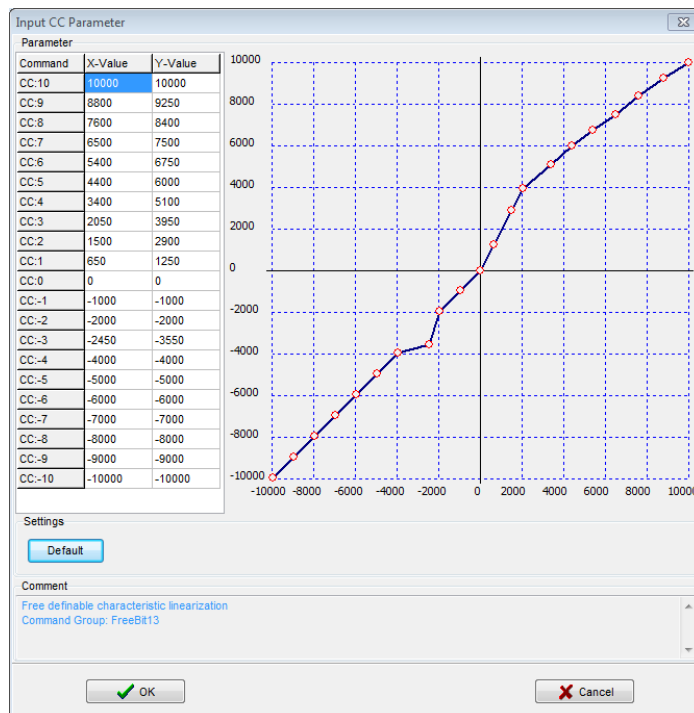 Input CC Parameter
Parameter
Command X-Value Y-Value
CC:10 10000 10000
CC:9 8800 9250
CC:8 7600 8400
CC:7 6500 7500
CC:6 5400 6750
CC:5 4400 6000
CC:4 3400 5100
CC:3 2050 3950
CC:2 1500 2900
CC:1 650 1250
CC:0 0 0
CC:-1 -1000 -1000
CC:-2 -2000 -2000
CC:-3 -2450 -3550
CC:-4 -4000 -4000
CC:-5 -5000 -5000
CC:-6 -6000 -6000
CC:-7 -7000 -7000
CC:-8 -8000 -8000
CC:-9 -9000 -9000
CC:-10 -10000 -10000
10000
8000
6000
4000
2000
0
-2000
-4000
-6000
-8000
-10000
-10000 -8000 -6000 -4000 -2000 0 2000 4000 6000 8000 10000
Settings
Default
Comment
Free definable characteristic linearization
Command Group: FreeBit13
OK Cancel